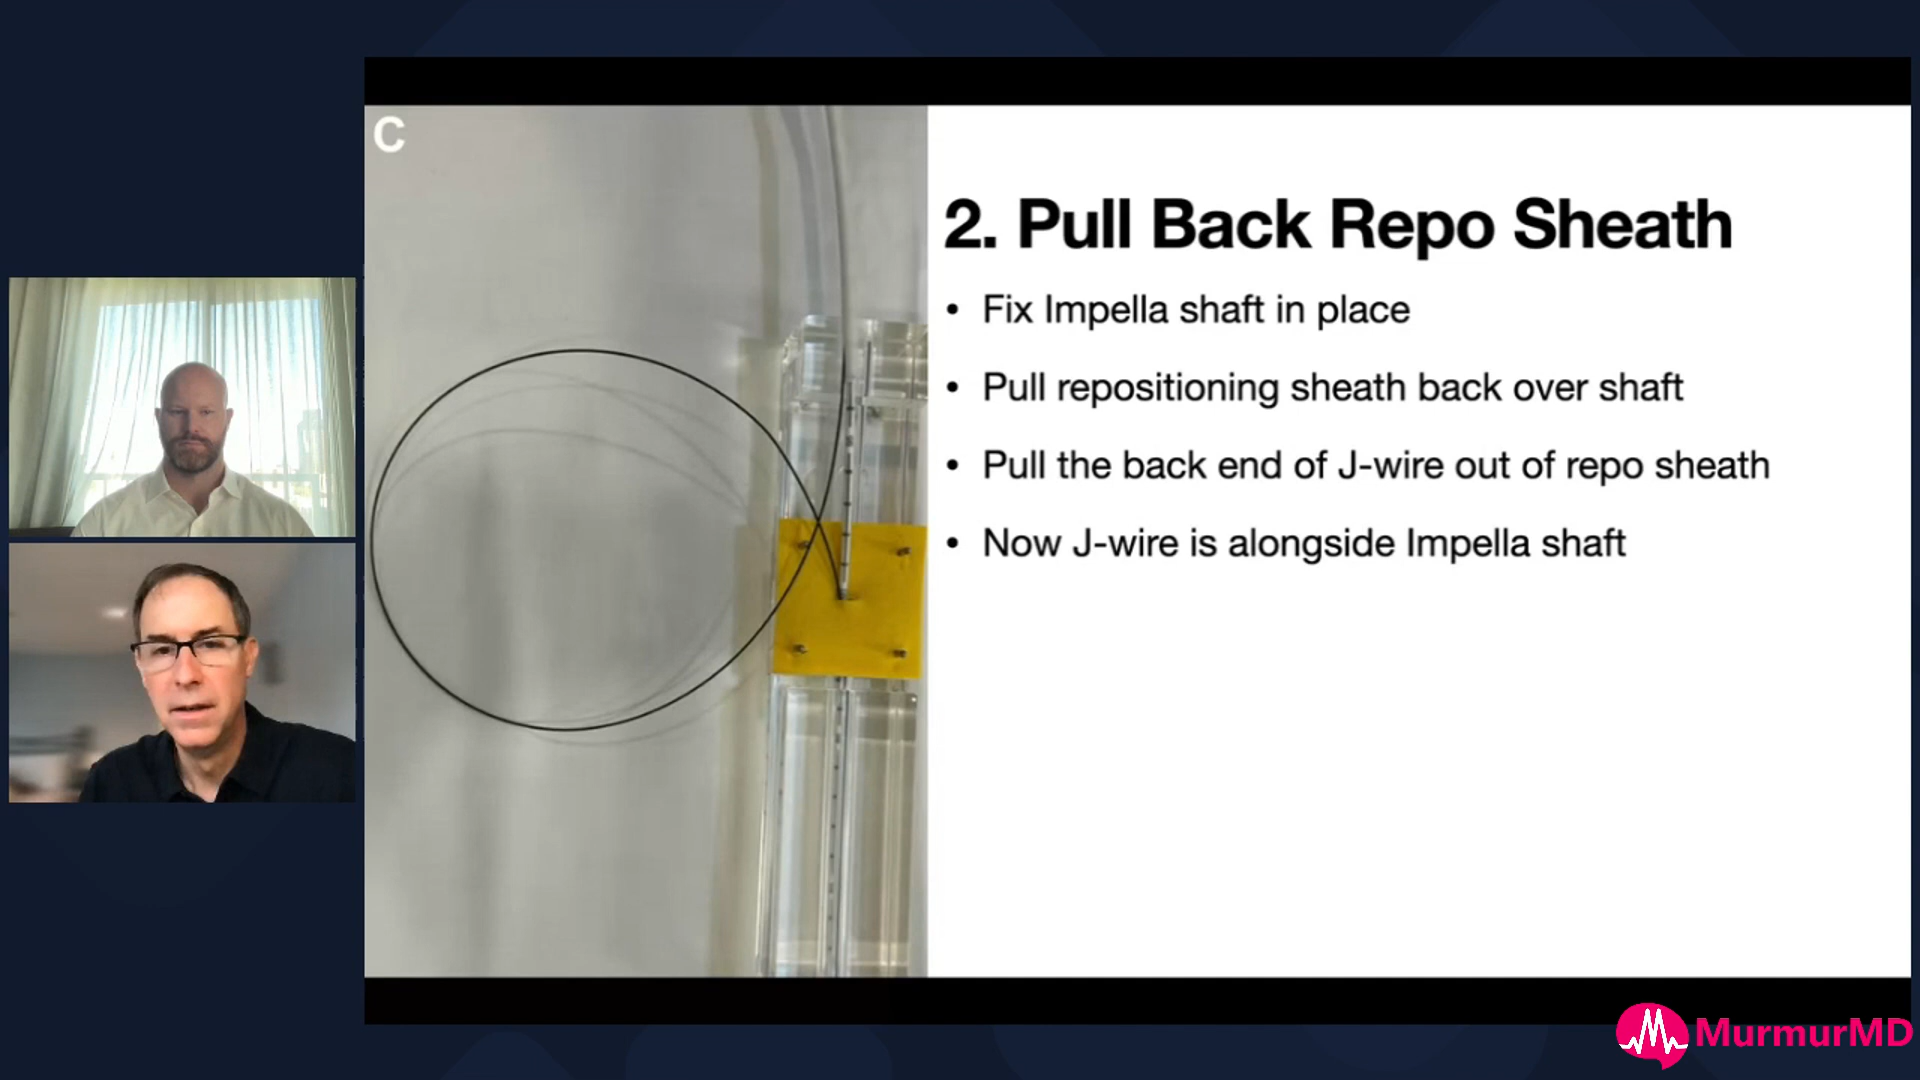 C
2. Pull Back Repo Sheath
• Fix Impella shaft in place
• Pull repositioning sheath back over shaft
• Pull the back end of J-wire out of repo sheath
• Now J-wire is alongside Impella shaft
MurmurMD